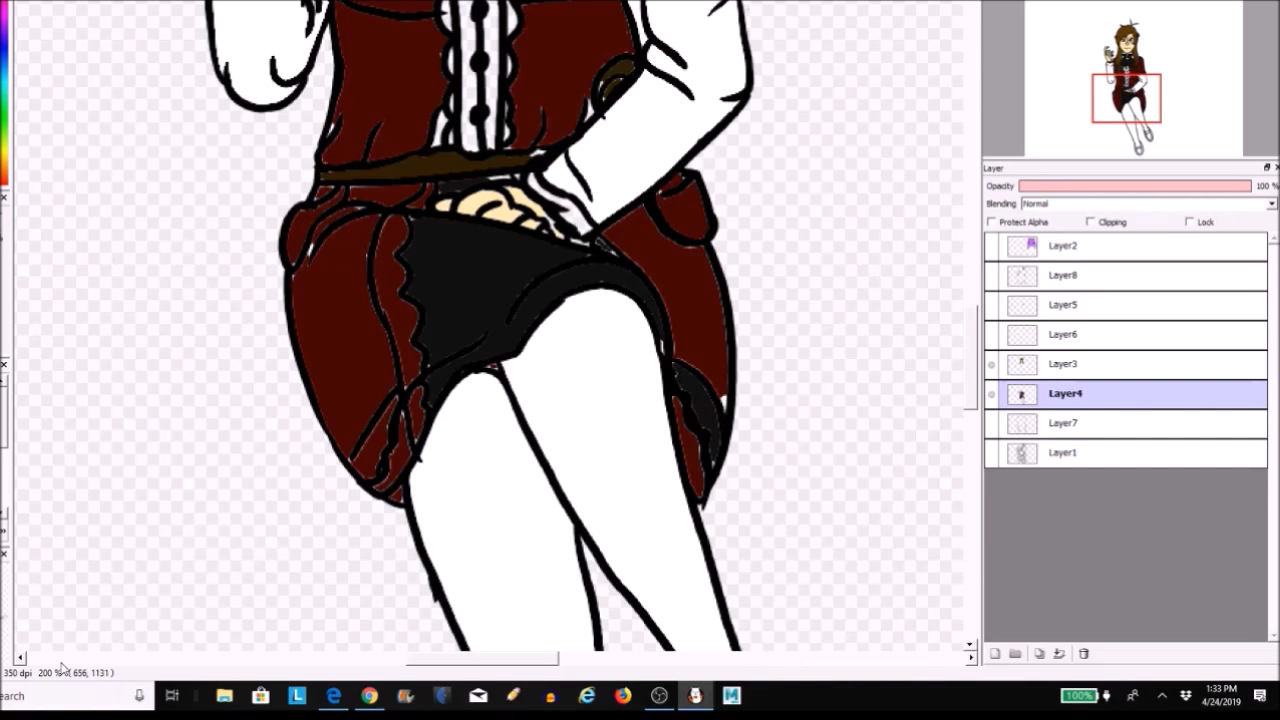 Layer
Opacity 100 %
Blending Normal
Protect Alpha Clipping Lock
Layer2
Layer8
Layer5
Layer6
Layer3
Layer4
Layer7
Layer1
350 dpi 200 % ( 656, 1131 )
earch
L
e
M
100%
1:33 PM
4/24/2019